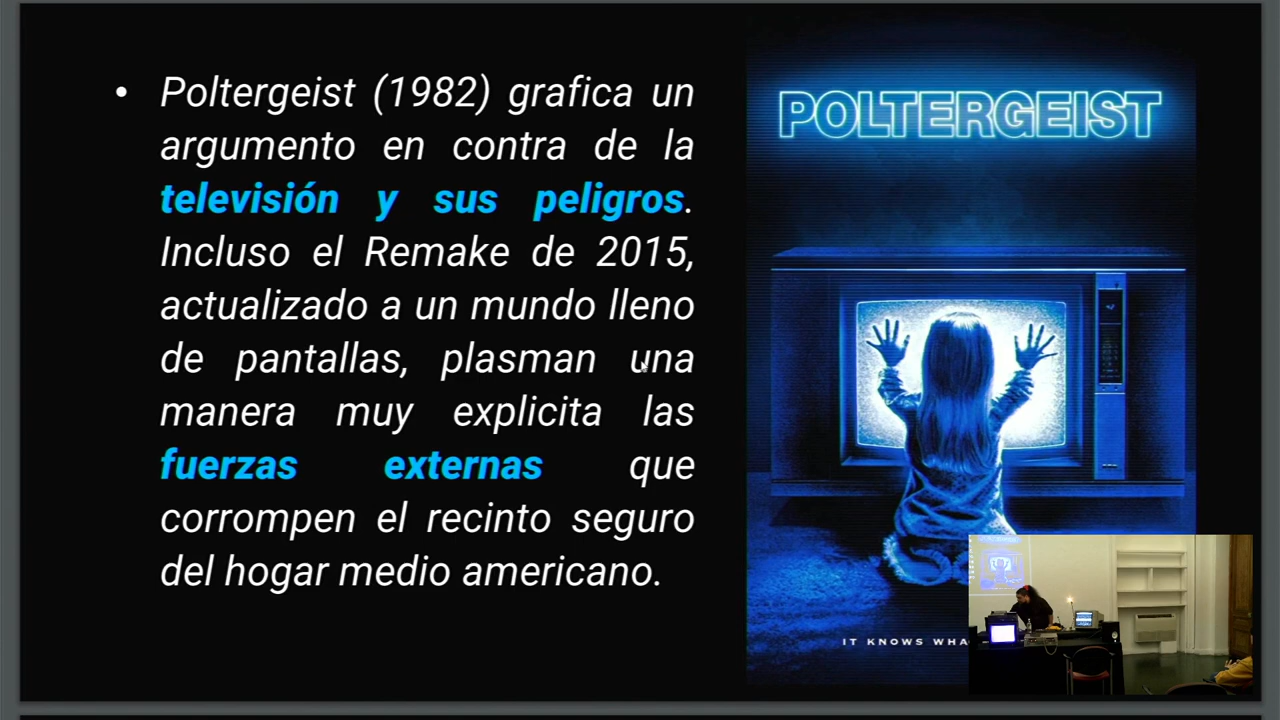 • Poltergeist (1982) grafica un
argumento en contra de la
televisión y sus peligros.
Incluso el Remake de 2015,
actualizado a un mundo lleno
de pantallas, plasman una
manera muy explicita las
fuerzas externas que
corrompen el recinto seguro
del hogar medio americano.
POLTERGEIST
IT KNOWS WHA